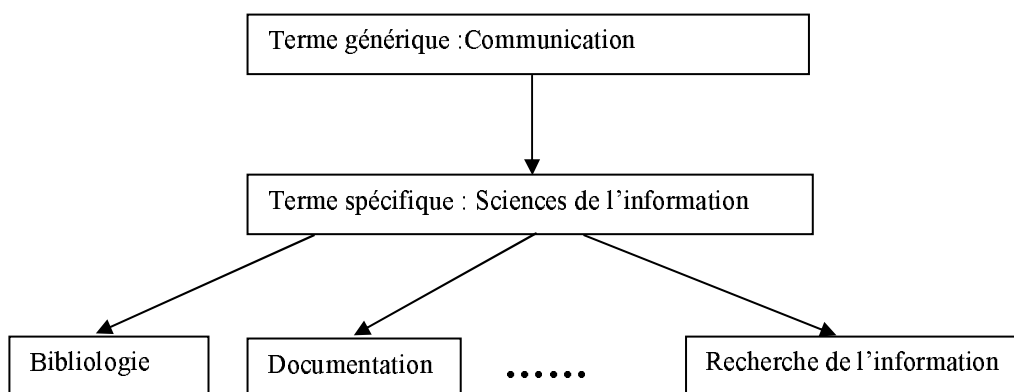 Terme générique :Communication
Terme spécifique : Sciences de l’information
Bibliologie
Documentation
......
Recherche de l’information